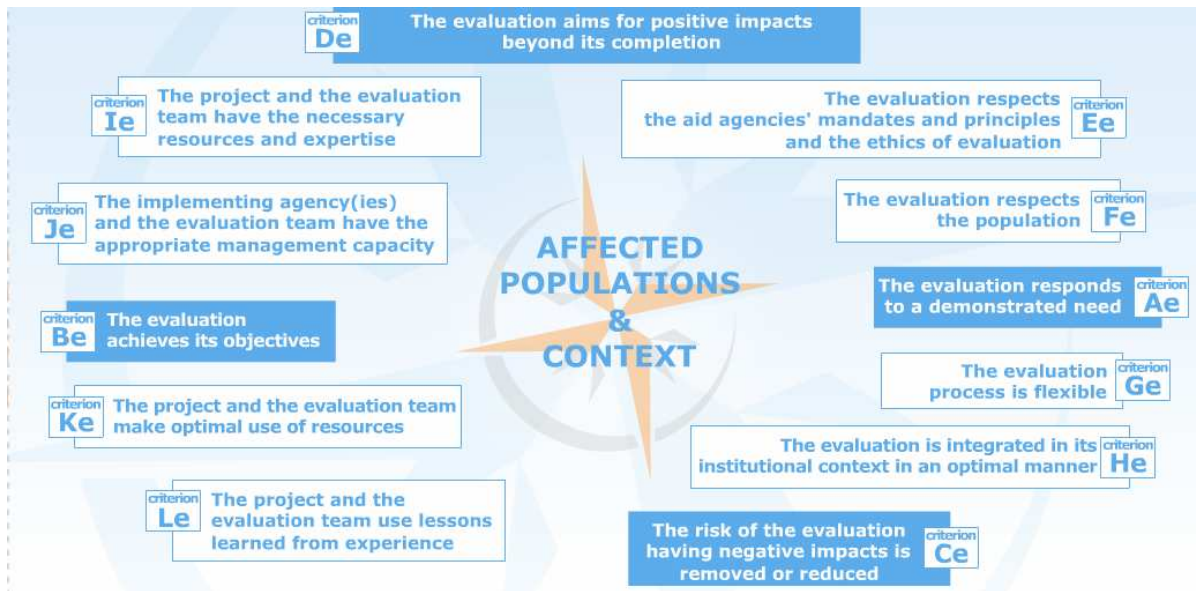 criterion
De
The evaluation aims for positive impacts
beyond its completion
criterion
Ie
The project and the evaluation
team have the necessary
resources and expertise
criterion
Ee
The evaluation respects
the aid agencies' mandates and principles
and the ethics of evaluation
criterion
Je
The implementing agency(ies)
and the evaluation team have the
appropriate management capacity
criterion
Fe
The evaluation respects
the population
AFFECTED
POPULATIONS
&
CONTEXT
criterion
Ae
The evaluation responds
to a demonstrated need
criterion
Be
The evaluation
achieves its objectives
criterion
Ge
The evaluation
process is flexible
criterion
Ke
The project and the evaluation team
make optimal use of resources
criterion
He
The evaluation is integrated in its
institutional context in an optimal manner
criterion
Le
The project and the
evaluation team use lessons
learned from experience
criterion
Ce
The risk of the evaluation
having negative impacts is
removed or reduced